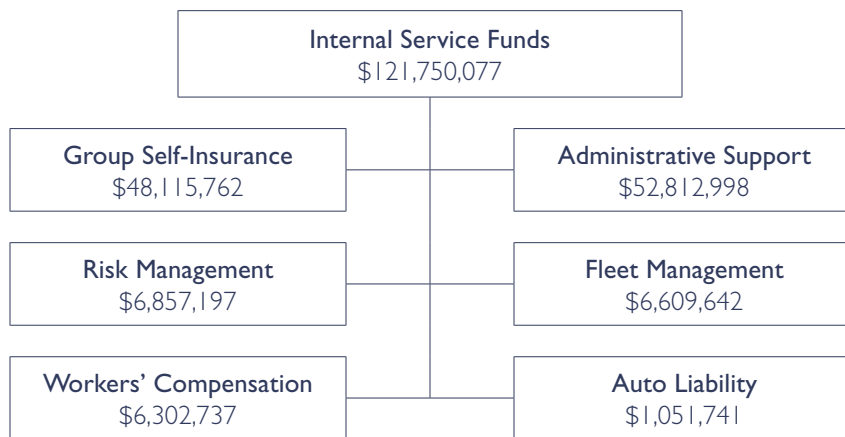 Internal Service Funds
$121,750,077
Group Self-Insurance
$48,115,762
Administrative Support
$52,812,998
Risk Management
$6,857,197
Fleet Management
$6,609,642
Workers’ Compensation
$6,302,737
Auto Liability
$1,051,741